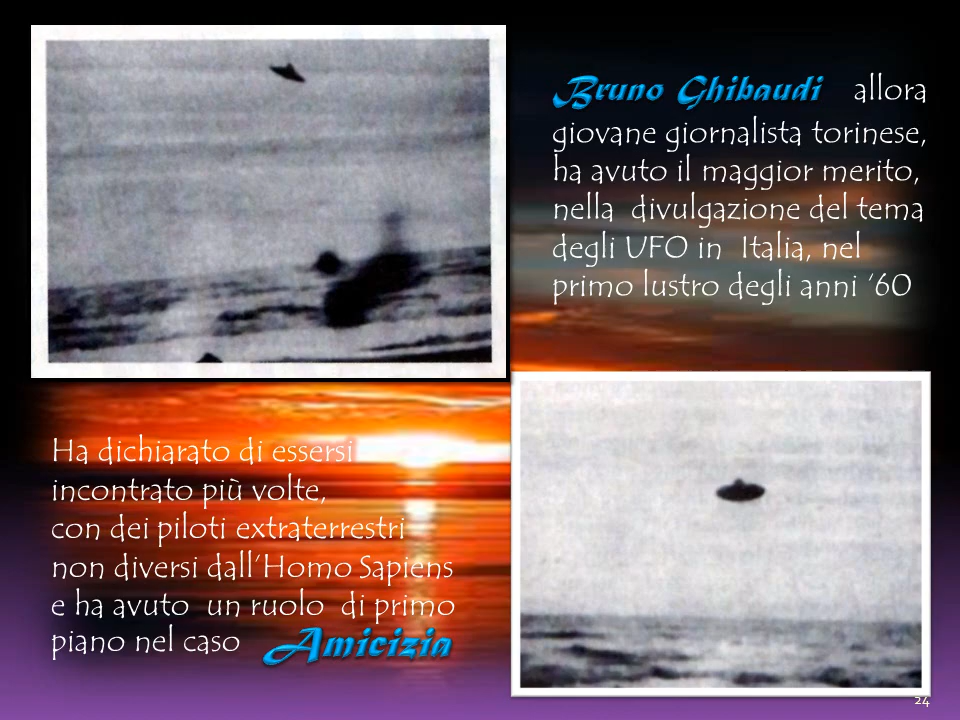 Bruno Ghibaudi allora
giovane giornalista torinese,
ha avuto il maggior merito,
nella divulgazione del tema
degli UFO in Italia, nel
primo lustro degli anni ‘60
Ha dichiarato di essersi
incontrato più volte,
con dei piloti extraterrestri
non diversi dall’Homo Sapiens
e ha avuto un ruolo di primo
piano nel caso Amicizia
24